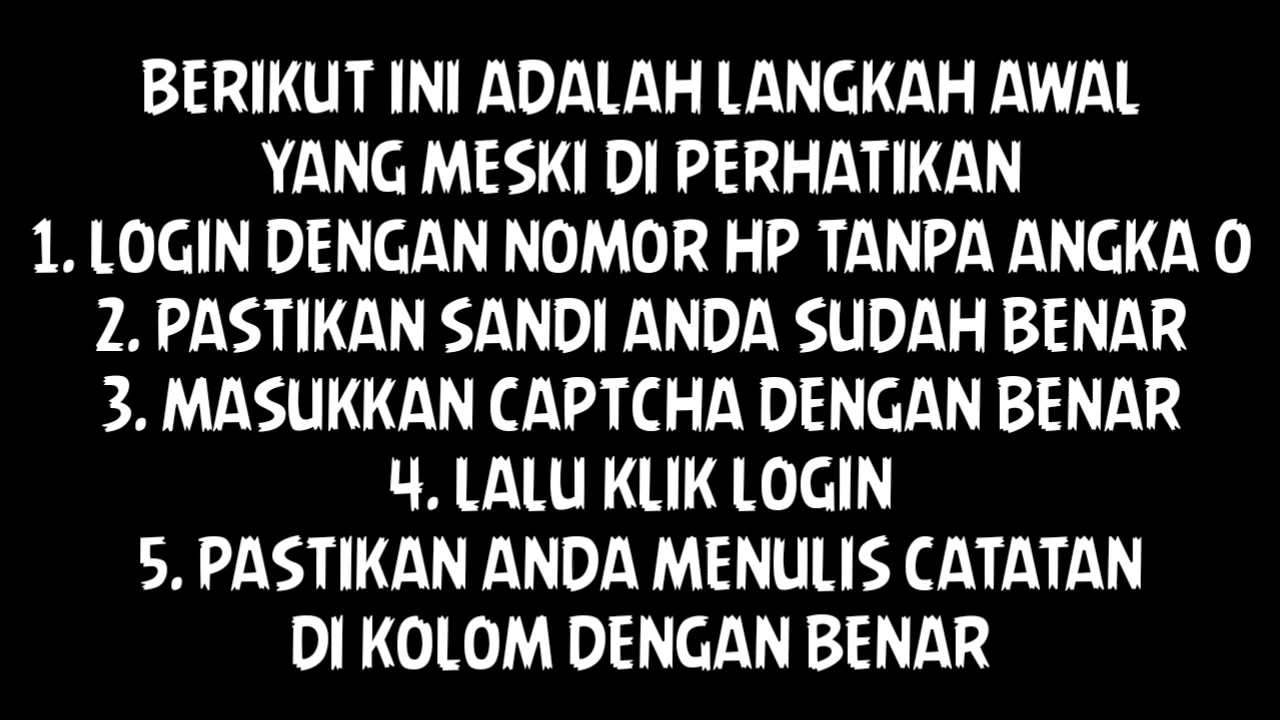 BERIKUT INI ADALAH LANGKAH AWAL
YANG MESKI DI PERHATIKAN
1. LOGIN DENGAN NOMOR HP TANPA ANGKA 0
2. PASTIKAN SANDI ANDA SUDAH BENAR
3. MASUKKAN CAPTCHA DENGAN BENAR
4. LALU KLIK LOGIN
5. PASTIKAN ANDA MENULIS CATATAN
DI KOLOM DENGAN BENAR